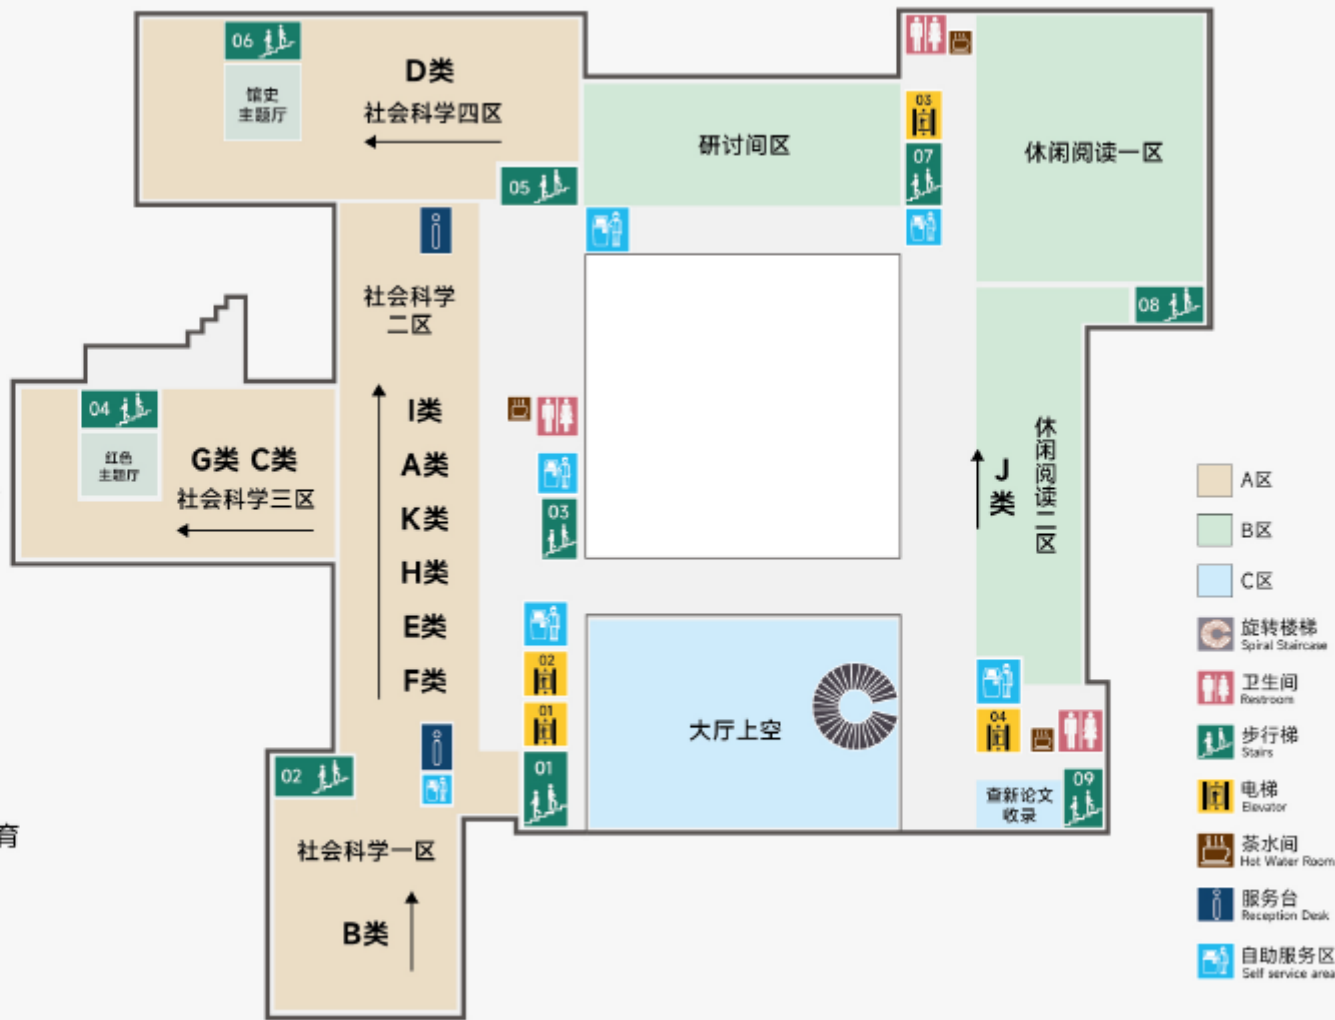 06
馆史
主题厅
D类
社会科学四区
05
研讨间区
03
07
休闲阅读一区
08
社会科学
二区
04
红色
主题厅
G类 C类
社会科学三区
I类
A类
K类
H类
E类
F类
03
02
01
01
大厅上空
J类
休闲阅读二区
04
查新论文
收录
09
02
社会科学一区
B类
育
A区
B区
C区
旋转楼梯
Spiral Staircase
卫生间
Restroom
步行梯
Stairs
电梯
Elevator
茶水间
Hot Water Room
服务台
Reception Desk
自助服务区
Self service area